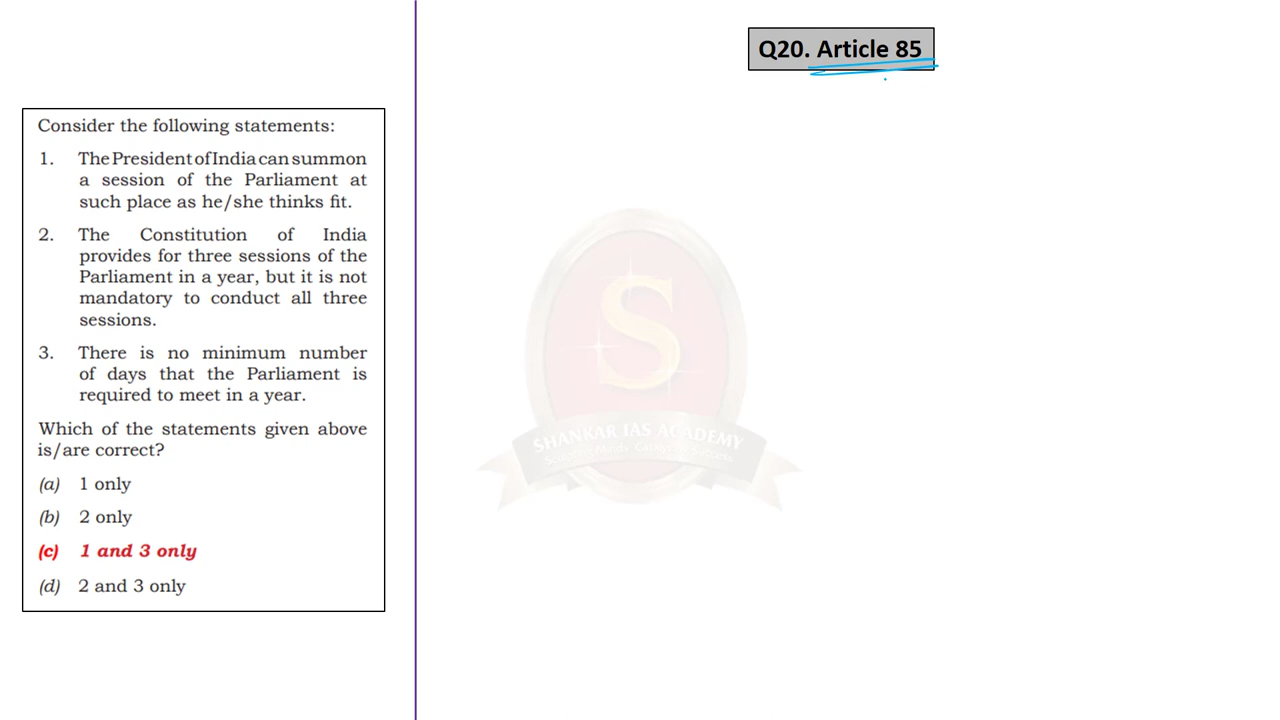 Q20. Article 85
Consider the following statements:
1. The President of India can summon
a session of the Parliament at
such place as he/she thinks fit.
2. The Constitution of India
provides for three sessions of the
Parliament in a year, but it is not
mandatory to conduct all three
sessions.
3. There is no minimum number
of days that the Parliament is
required to meet in a year.
Which of the statements given above
is/are correct?
(a) 1 only
(b) 2 only
(c) 1 and 3 only
(d) 2 and 3 only
S
SHANKAR IAS ACADEMY